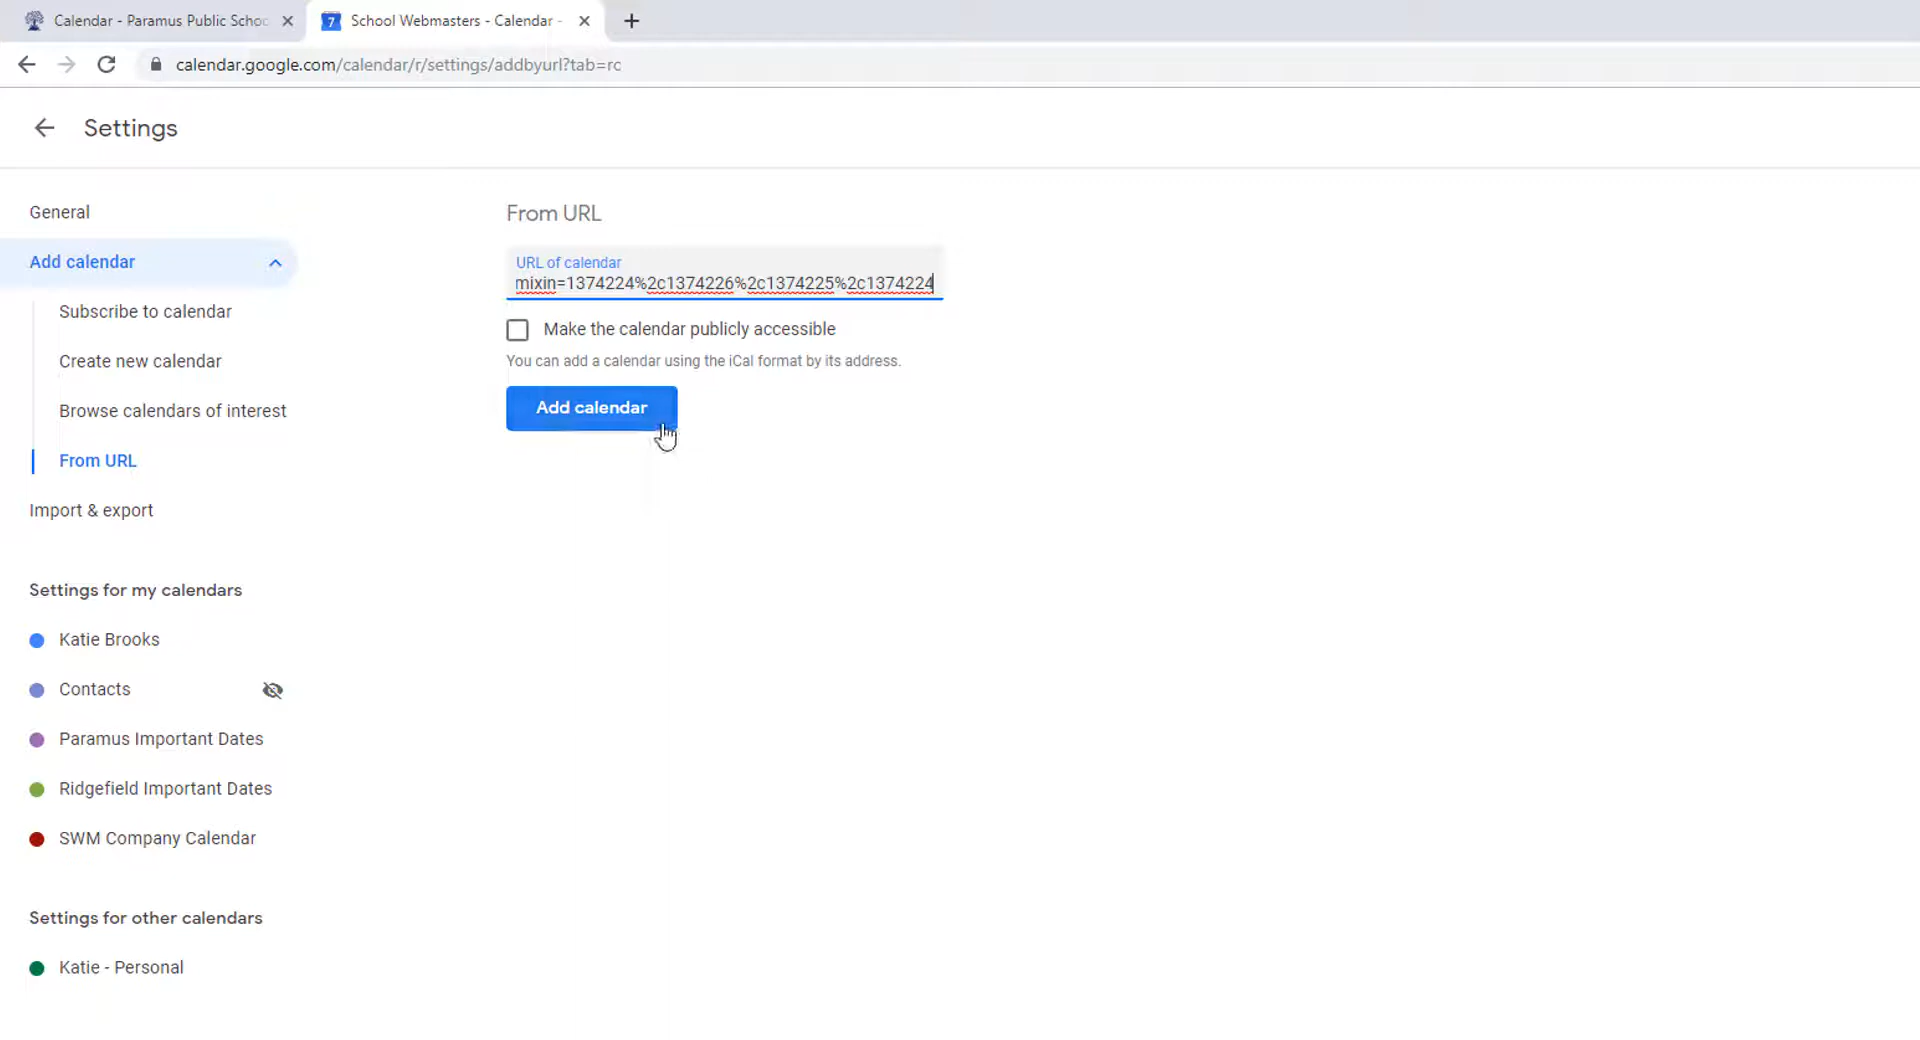 Calendar - Paramus Public Schoo
School Webmasters - Calendar -
calendar.google.com/calendar/r/settings/addbyurl?tab=rc
Settings
General
Add calendar
Subscribe to calendar
Create new calendar
Browse calendars of interest
From URL
Import & export
Settings for my calendars
Katie Brooks
Contacts
Paramus Important Dates
Ridgefield Important Dates
SWM Company Calendar
Settings for other calendars
Katie - Personal
From URL
URL of calendar
mixin=1374224%2c1374226%2c1374225%2c1374224
Make the calendar publicly accessible
You can add a calendar using the iCal format by its address.
Add calendar